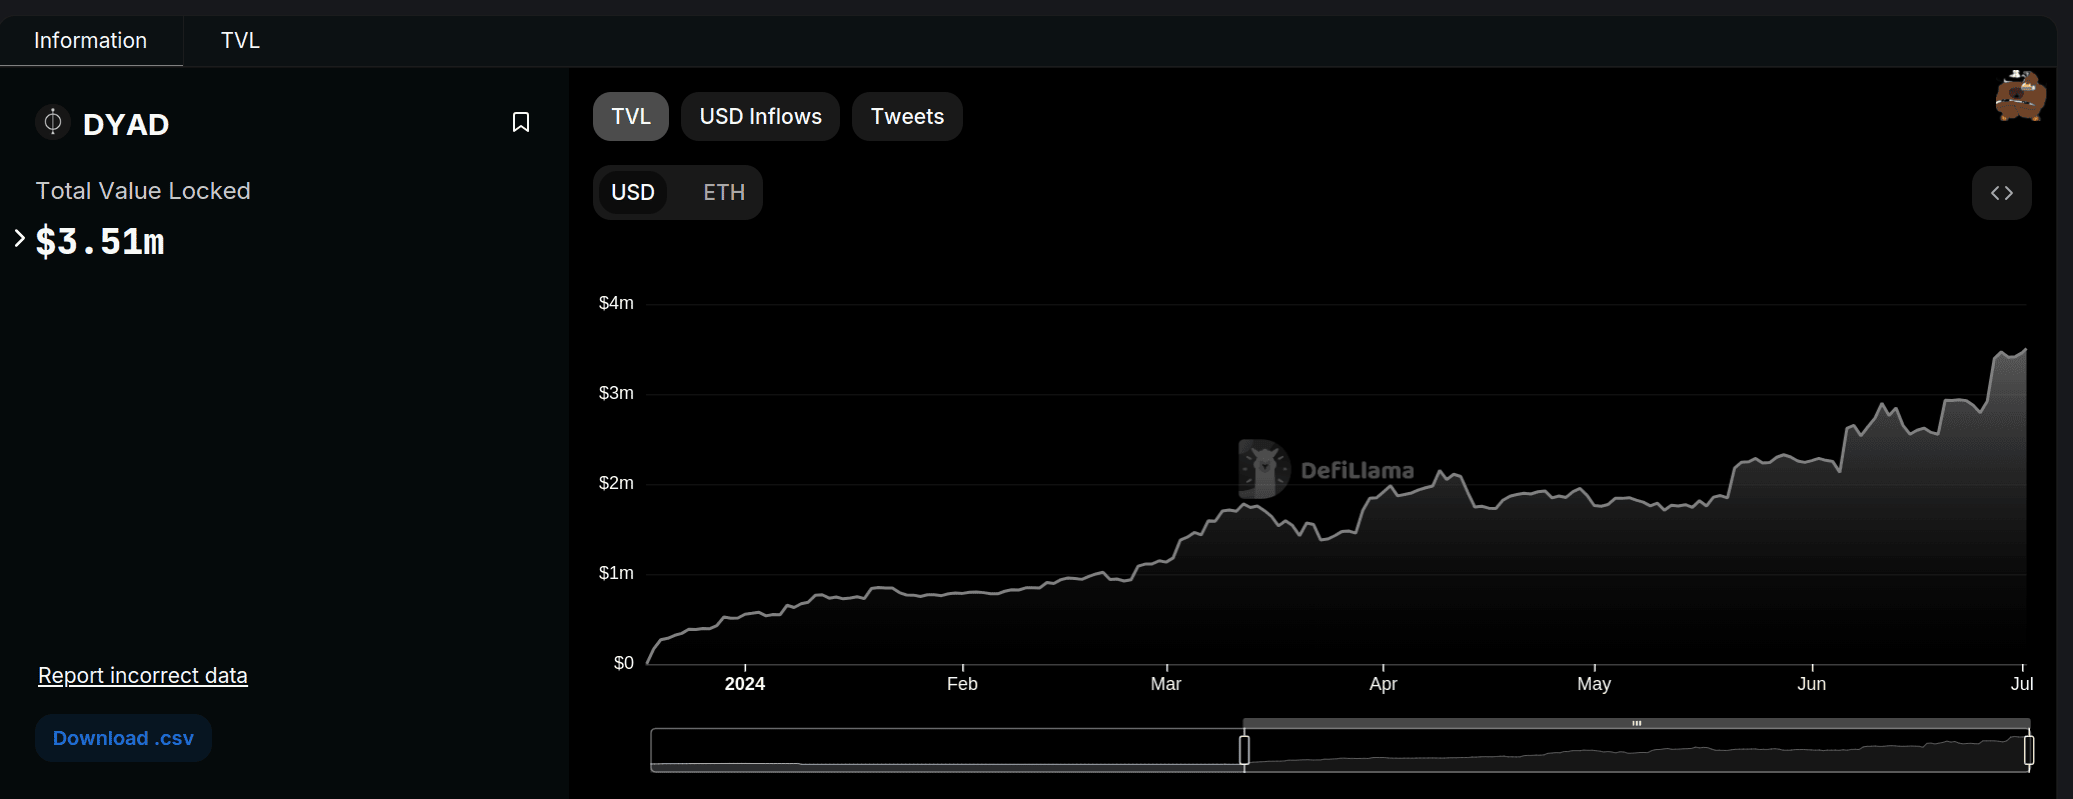 Information
TVL
DYAD
Total Value Locked
$3.51m
Report incorrect data
Download .csv
TVL
USD Inflows
Tweets
USD
ETH
$4m
$3m
$2m
$1m
$0
DefiLlama
2024
Feb
Mar
Apr
May
Jun
Jul